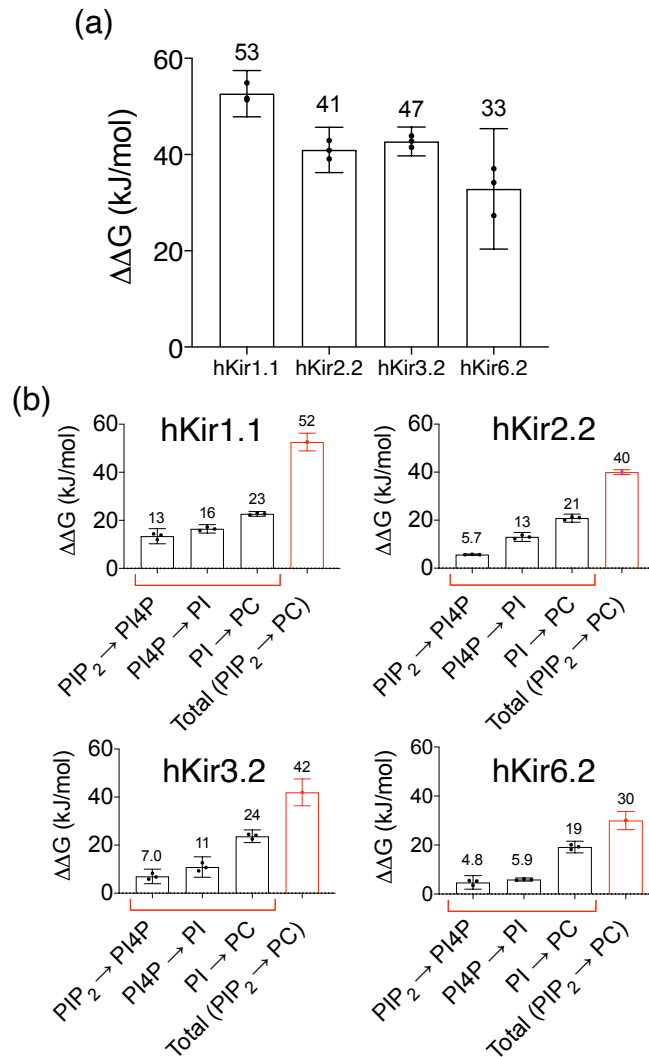 (a)
ΔΔG (kJ/mol)
60
40
20
0
53
41
47
33
hKir1.1
hKir2.2
hKir3.2
hKir6.2
(b)
hKir1.1
ΔΔG (kJ/mol)
60
40
20
0
13
16
23
52
PIP₂ → PI4P
PI4P → PI
PI → PC
Total (PIP₂ → PC)
hKir2.2
ΔΔG (kJ/mol)
60
40
20
0
5.7
13
21
40
PIP₂ → PI4P
PI4P → PI
PI → PC
Total (PIP₂ → PC)
hKir3.2
ΔΔG (kJ/mol)
60
40
20
0
7.0
11
24
42
PIP₂ → PI4P
PI4P → PI
PI → PC
Total (PIP₂ → PC)
hKir6.2
ΔΔG (kJ/mol)
60
40
20
0
4.8
5.9
19
30
PIP₂ → PI4P
PI4P → PI
PI → PC
Total (PIP₂ → PC)